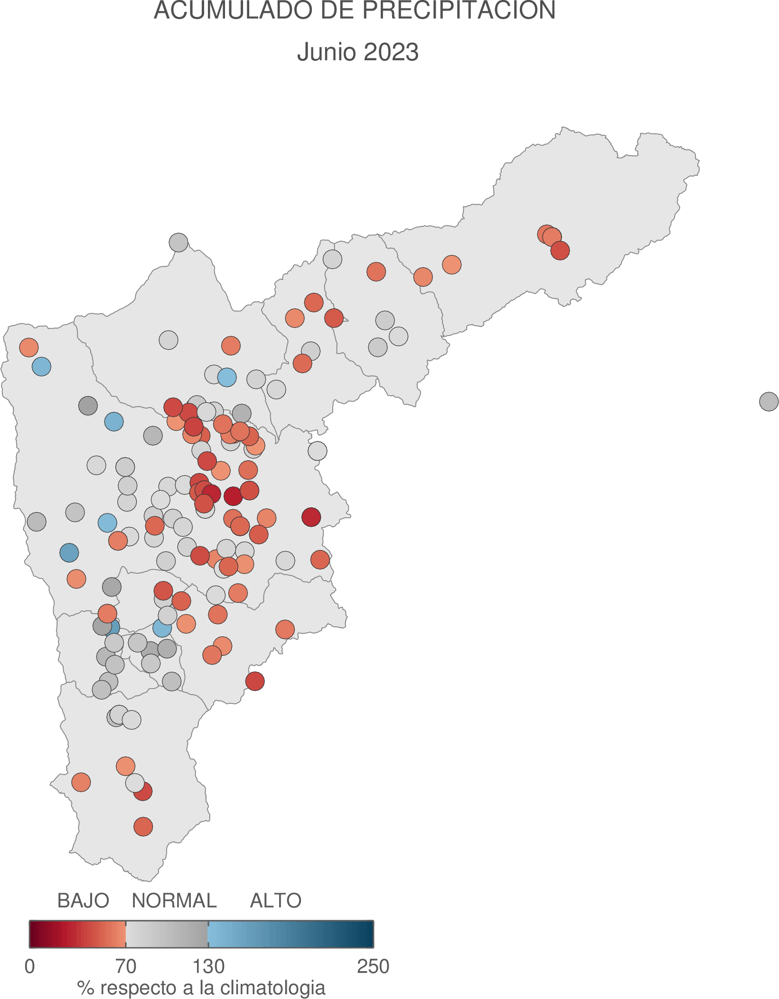 ACUMULADO DE PRECIPITACION
Junio 2023
BAJO NORMAL ALTO
0 70 130 250
% respecto a la climatologia